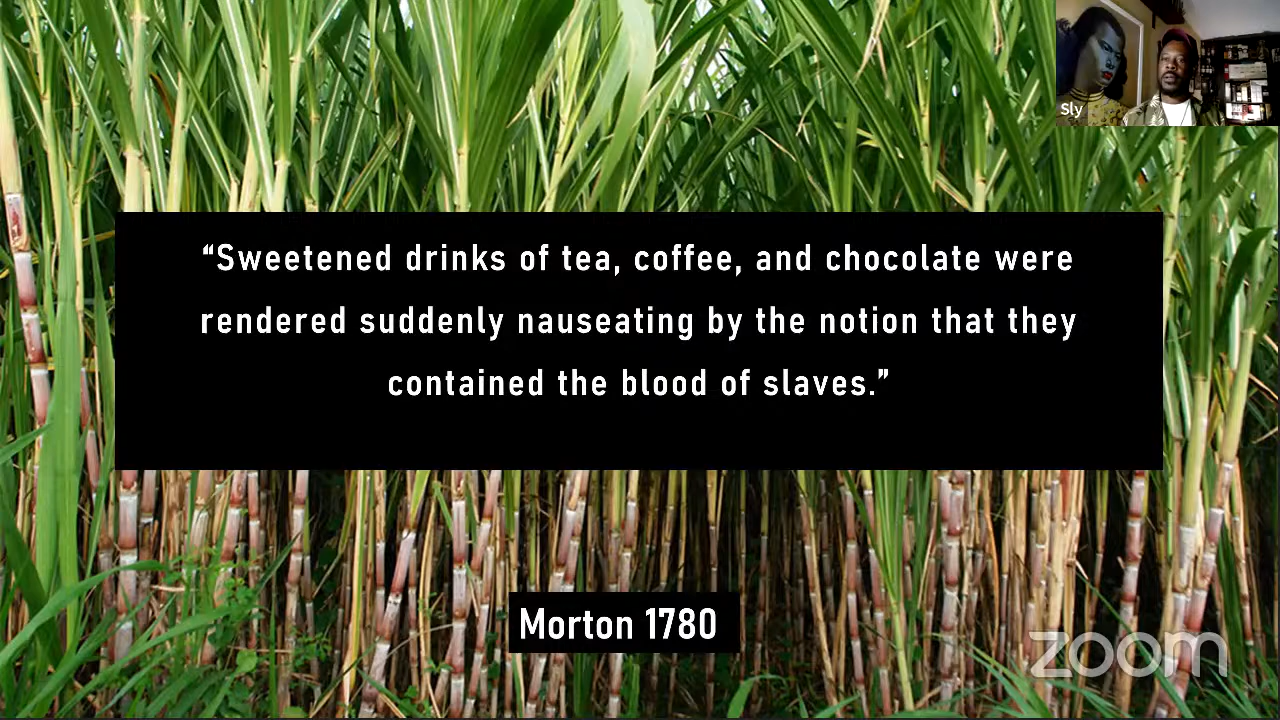 Sly
“Sweetened drinks of tea, coffee, and chocolate were
rendered suddenly nauseating by the notion that they
contained the blood of slaves.”
Morton 1780
zoom